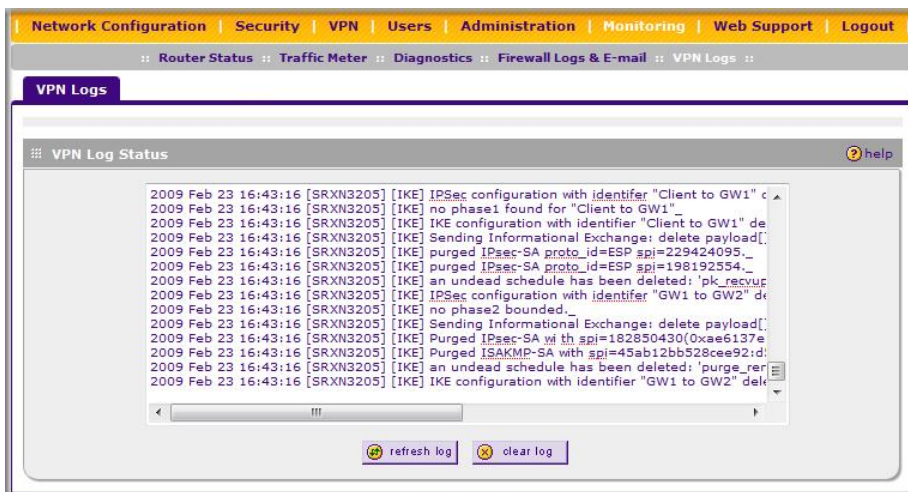 Network Configuration | Security | VPN | Users | Administration | Monitoring | Web Support | Logout
:: Router Status :: Traffic Meter :: Diagnostics :: Firewall Logs & E-mail :: VPN Logs ::
VPN Logs
VPN Log Status
help
2009 Feb 23 16:43:16 [SRXN3205] [IKE] IPSec configuration with identifer "Client to GW1" d
2009 Feb 23 16:43:16 [SRXN3205] [IKE] no phase1 found for "Client to GW1"_
2009 Feb 23 16:43:16 [SRXN3205] [IKE] IKE configuration with identifier "Client to GW1" de
2009 Feb 23 16:43:16 [SRXN3205] [IKE] Sending Informational Exchange: delete payload[]
2009 Feb 23 16:43:16 [SRXN3205] [IKE] purged IPsec-SA proto_id=ESP spi=229424095._
2009 Feb 23 16:43:16 [SRXN3205] [IKE] purged IPsec-SA proto_id=ESP spi=198192554._
2009 Feb 23 16:43:16 [SRXN3205] [IKE] an undead schedule has been deleted: 'pk_recvup
2009 Feb 23 16:43:16 [SRXN3205] [IKE] IPSec configuration with identifer "GW1 to GW2" de
2009 Feb 23 16:43:16 [SRXN3205] [IKE] no phase2 bounded._
2009 Feb 23 16:43:16 [SRXN3205] [IKE] Sending Informational Exchange: delete payload[]
2009 Feb 23 16:43:16 [SRXN3205] [IKE] Purged IPsec-SA wi th spi=182850430(0xae6137e
2009 Feb 23 16:43:16 [SRXN3205] [IKE] Purged ISAKMP-SA with spi=45ab12bb528cee92:d
2009 Feb 23 16:43:16 [SRXN3205] [IKE] an undead schedule has been deleted: 'purge_rem
2009 Feb 23 16:43:16 [SRXN3205] [IKE] IKE configuration with identifier "GW1 to GW2" dele
refresh log
clear log